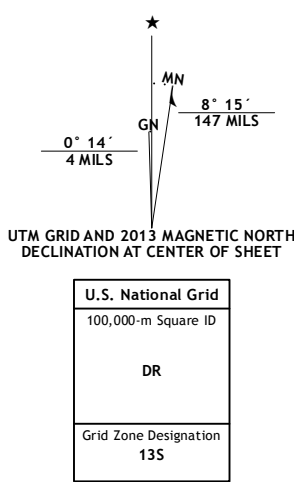 MN
GN
8° 15´
147 MILS
0° 14´
4 MILS
UTM GRID AND 2013 MAGNETIC NORTH
DECLINATION AT CENTER OF SHEET
U.S. National Grid
100,000-m Square ID
DR
Grid Zone Designation
13S